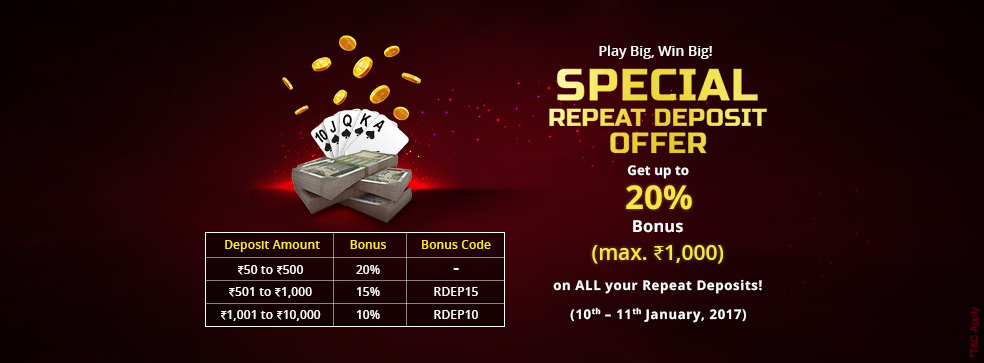 Play Big, Win Big!
SPECIAL
REPEAT DEPOSIT
OFFER
Get up to
20%
Bonus
(max. ₹1,000)
on ALL your Repeat Deposits!
(10th – 11th January, 2017)
10 J Q K A
Deposit Amount Bonus Bonus Code
₹50 to ₹500 20% -
₹501 to ₹1,000 15% RDEP15
₹1,001 to ₹10,000 10% RDEP10
*T&C Apply